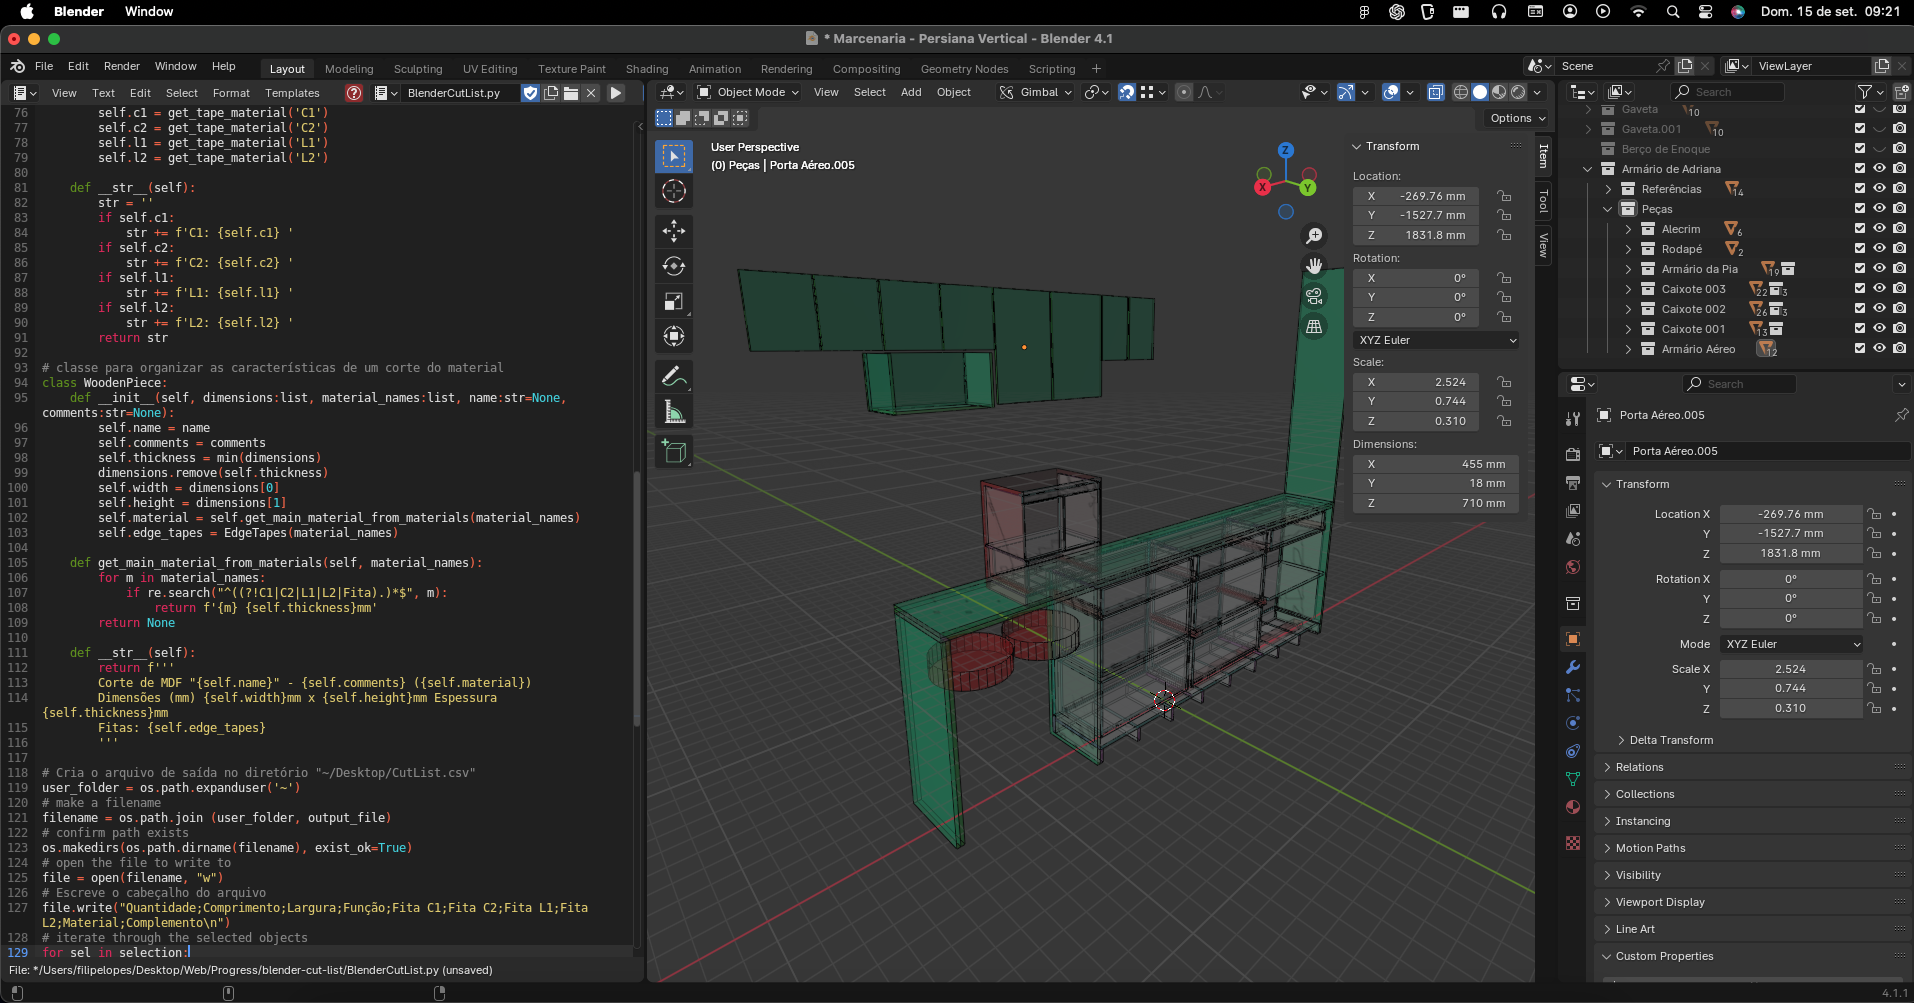 Blender Window
Dom. 15 de set. 09:21
* Marcenaria - Persiana Vertical - Blender 4.1
File Edit Render Window Help
Layout Modeling Sculpting UV Editing Texture Paint Shading Animation Rendering Compositing Geometry Nodes Scripting +
Scene
ViewLayer
View Text Edit Select Format Templates
BlenderCutList.py
76 self.c1 = get_tape_material('C1')
77 self.c2 = get_tape_material('C2')
78 self.l1 = get_tape_material('L1')
79 self.l2 = get_tape_material('L2')
80
81 def __str__(self):
82 str = ''
83 if self.c1:
84 str += f'C1: {self.c1} '
85 if self.c2:
86 str += f'C2: {self.c2} '
87 if self.l1:
88 str += f'L1: {self.l1} '
89 if self.l2:
90 str += f'L2: {self.l2} '
91 return str
92
93 # classe para organizar as características de um corte do material
94 class WoodenPiece:
95 def __init__(self, dimensions:list, material_names:list, name:str=None,
comments:str=None):
96 self.name = name
97 self.comments = comments
98 self.thickness = min(dimensions)
99 dimensions.remove(self.thickness)
100 self.width = dimensions[0]
101 self.height = dimensions[1]
102 self.material = self.get_main_material_from_materials(material_names)
103 self.edge_tapes = EdgeTapes(material_names)
104
105 def get_main_material_from_materials(self, material_names):
106 for m in material_names:
107 if re.search("^((?!C1|C2|L1|L2|Fita).)*$", m):
108 return f'{m} {self.thickness}mm'
109 return None
110
111 def __str__(self):
112 return f'''
113 Corte de MDF "{self.name}" - {self.comments} ({self.material})
114 Dimensões (mm) {self.width}mm x {self.height}mm Espessura
{self.thickness}mm
115 Fitas: {self.edge_tapes}
116 '''
117
118 # Cria o arquivo de saída no diretório "~/Desktop/CutList.csv"
119 user_folder = os.path.expanduser('~')
120 # make a filename
121 filename = os.path.join (user_folder, output_file)
122 # confirm path exists
123 os.makedirs(os.path.dirname(filename), exist_ok=True)
124 # open the file to write to
125 file = open(filename, "w")
126 # Escreve o cabeçalho do arquivo
127 file.write("Quantidade;Comprimento;Largura;Função;Fita C1;Fita C2;Fita L1;Fita
L2;Material;Complemento\n")
128 # iterate through the selected objects
129 for sel in selection:
File: */Users/filipelopes/Desktop/Web/Progress/blender-cut-list/BlenderCutList.py (unsaved)
Object Mode View Select Add Object Gimbal
Options
User Perspective
(0) Peças | Porta Aéreo.005
Z
X
Y
Transform
Location:
X -269.76 mm
Y -1527.7 mm
Z 1831.8 mm
Rotation:
X 0°
Y 0°
Z 0°
XYZ Euler
Scale:
X 2.524
Y 0.744
Z 0.310
Dimensions:
X 455 mm
Y 18 mm
Z 710 mm
Item
Tool
View
Search
Gaveta 10
Gaveta.001 10
Berço de Enoque
Armário de Adriana
Referências 14
Peças
Alecrim 6
Rodapé 2
Armário da Pia 19
Caixote 003 22 3
Caixote 002 26 3
Caixote 001 13
Armário Aéreo 12
Search
Porta Aéreo.005
Porta Aéreo.005
Transform
Location X -269.76 mm
Y -1527.7 mm
Z 1831.8 mm
Rotation X 0°
Y 0°
Z 0°
Mode XYZ Euler
Scale X 2.524
Y 0.744
Z 0.310
Delta Transform
Relations
Collections
Instancing
Motion Paths
Visibility
Viewport Display
Line Art
Custom Properties
4.1.1